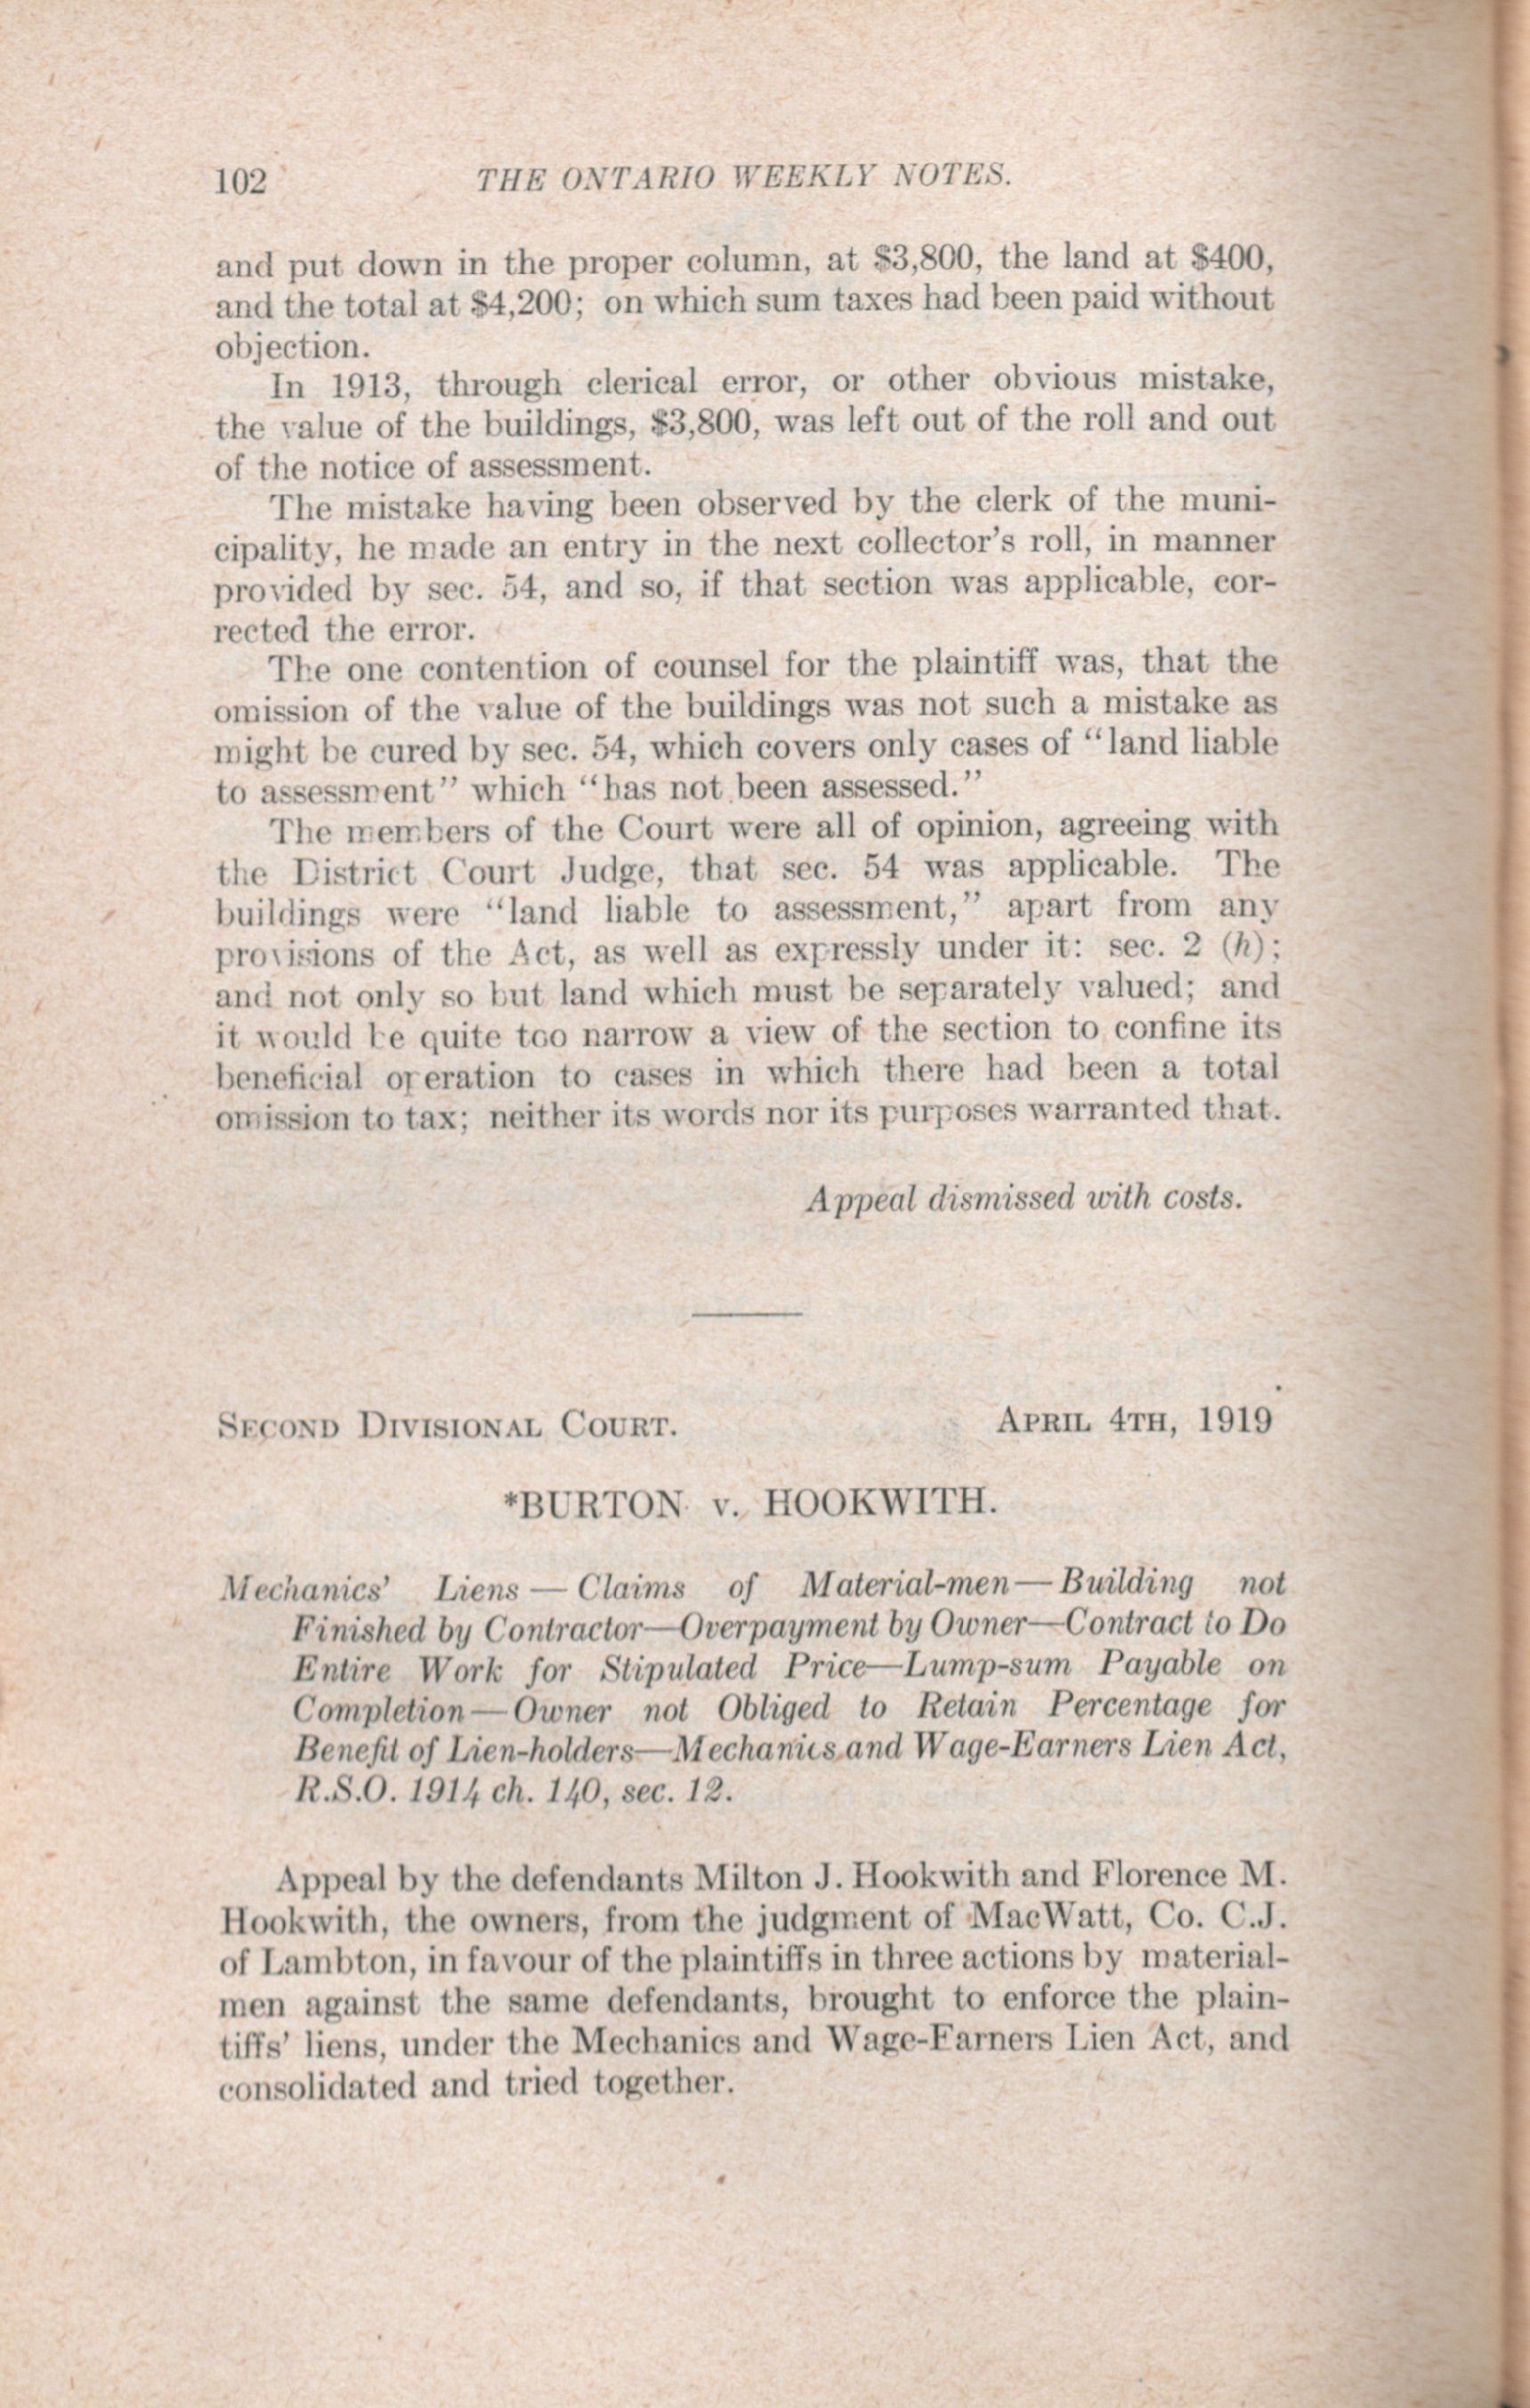 102 THE ONTARIO WEEKLY NOTES.
and put down in the proper column, at $3,800, the land at $400,
and the total at $4,200; on which sum taxes had been paid without
objection.
In 1913, through clerical error, or other obvious mistake,
the value of the buildings, $3,800, was left out of the roll and out
of the notice of assessment.
The mistake having been observed by the clerk of the muni-
cipality, he made an entry in the next collector's roll, in manner
provided by sec. 54, and so, if that section was applicable, cor-
rected the error.
The one contention of counsel for the plaintiff was, that the
omission of the value of the buildings was not such a mistake as
might be cured by sec. 54, which covers only cases of "land liable
to assessment" which "has not been assessed."
The members of the Court were all of opinion, agreeing with
the District Court Judge, that sec. 54 was applicable. The
buildings were "land liable to assessment," apart from any
provisions of the Act, as well as expressly under it: sec. 2 (h);
and not only so but land which must be separately valued; and
it would be quite too narrow a view of the section to confine its
beneficial operation to cases in which there had been a total
omission to tax; neither its words nor its purposes warranted that.
Appeal dismissed with costs.
SECOND DIVISIONAL COURT. APRIL 4TH, 1919
*BURTON v. HOOKWITH.
Mechanics' Liens — Claims of Material-men — Building not
Finished by Contractor—Overpayment by Owner—Contract to Do
Entire Work for Stipulated Price—Lump-sum Payable on
Completion — Owner not Obliged to Retain Percentage for
Benefit of Lien-holders—Mechanics and Wage-Earners Lien Act,
R.S.O. 1914 ch. 140, sec. 12.
Appeal by the defendants Milton J. Hookwith and Florence M.
Hookwith, the owners, from the judgment of MacWatt, Co. C.J.
of Lambton, in favour of the plaintiffs in three actions by material-
men against the same defendants, brought to enforce the plain-
tiffs' liens, under the Mechanics and Wage-Earners Lien Act, and
consolidated and tried together.